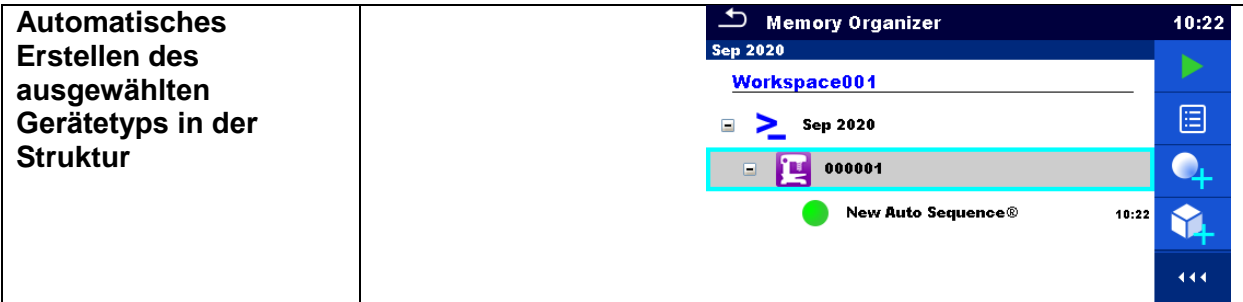 Automatisches
Erstellen des
ausgewählten
Gerätetyps in der
Struktur
Memory Organizer 10:22
Sep 2020
Workspace001
Sep 2020
000001
New Auto Sequence® 10:22